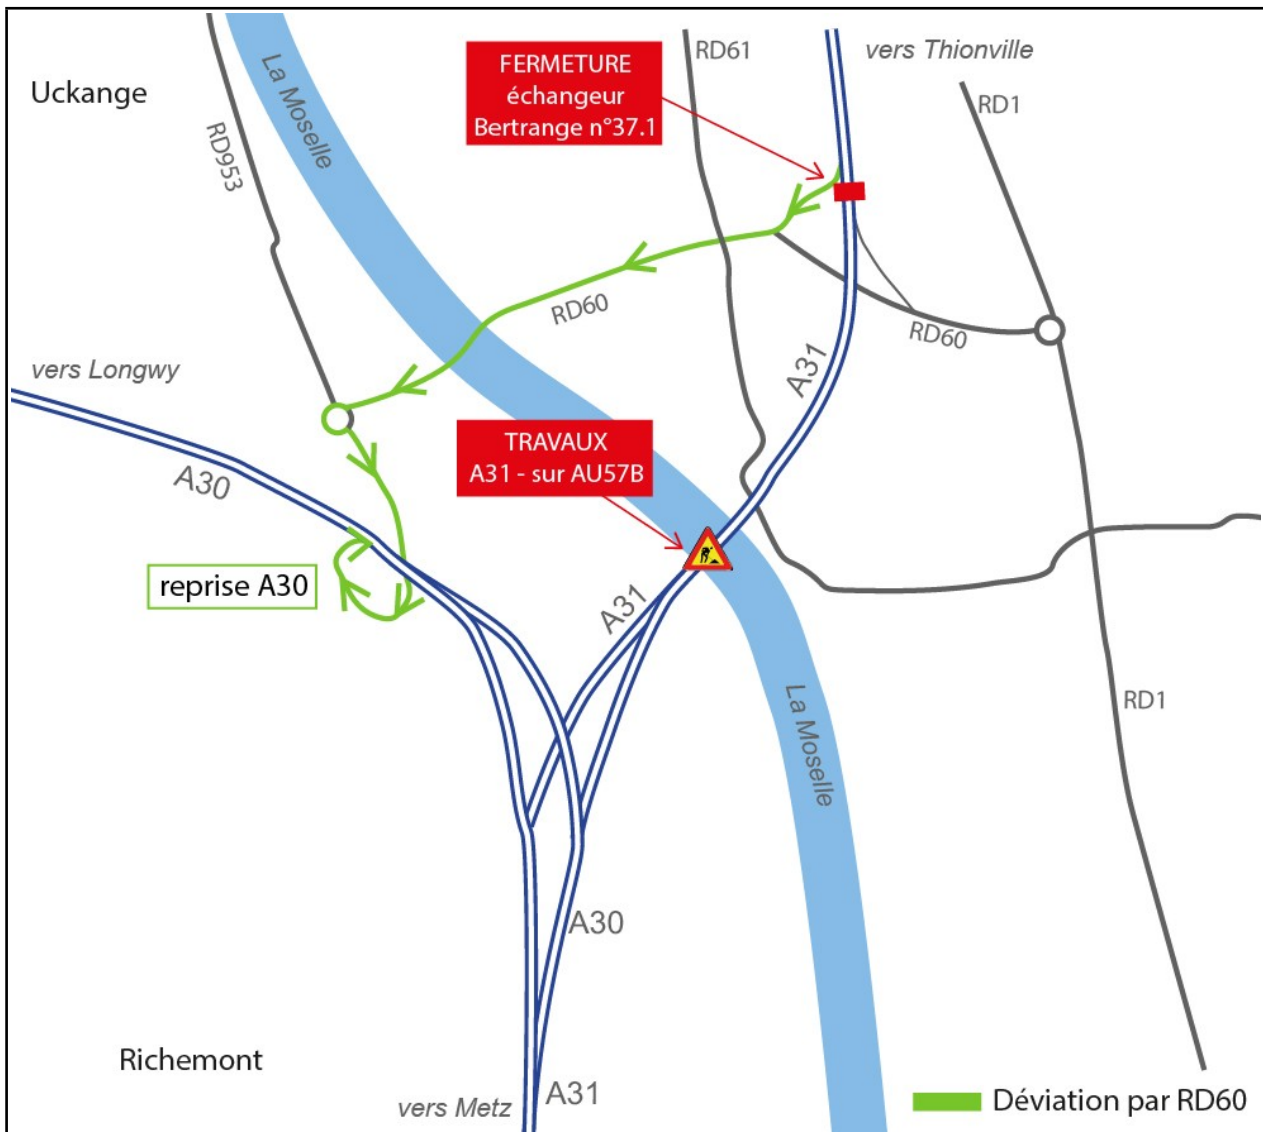 FERMETURE
échangeur
Bertrange n°37.1
RD61
vers Thionville
RD1
Uckange
La Moselle
RD953
RD60
RD60
vers Longwy
A31
A30
TRAVAUX
A31 - sur AU57B
reprise A30
A31
La Moselle
RD1
A30
Richemont
vers Metz
A31
Déviation par RD60